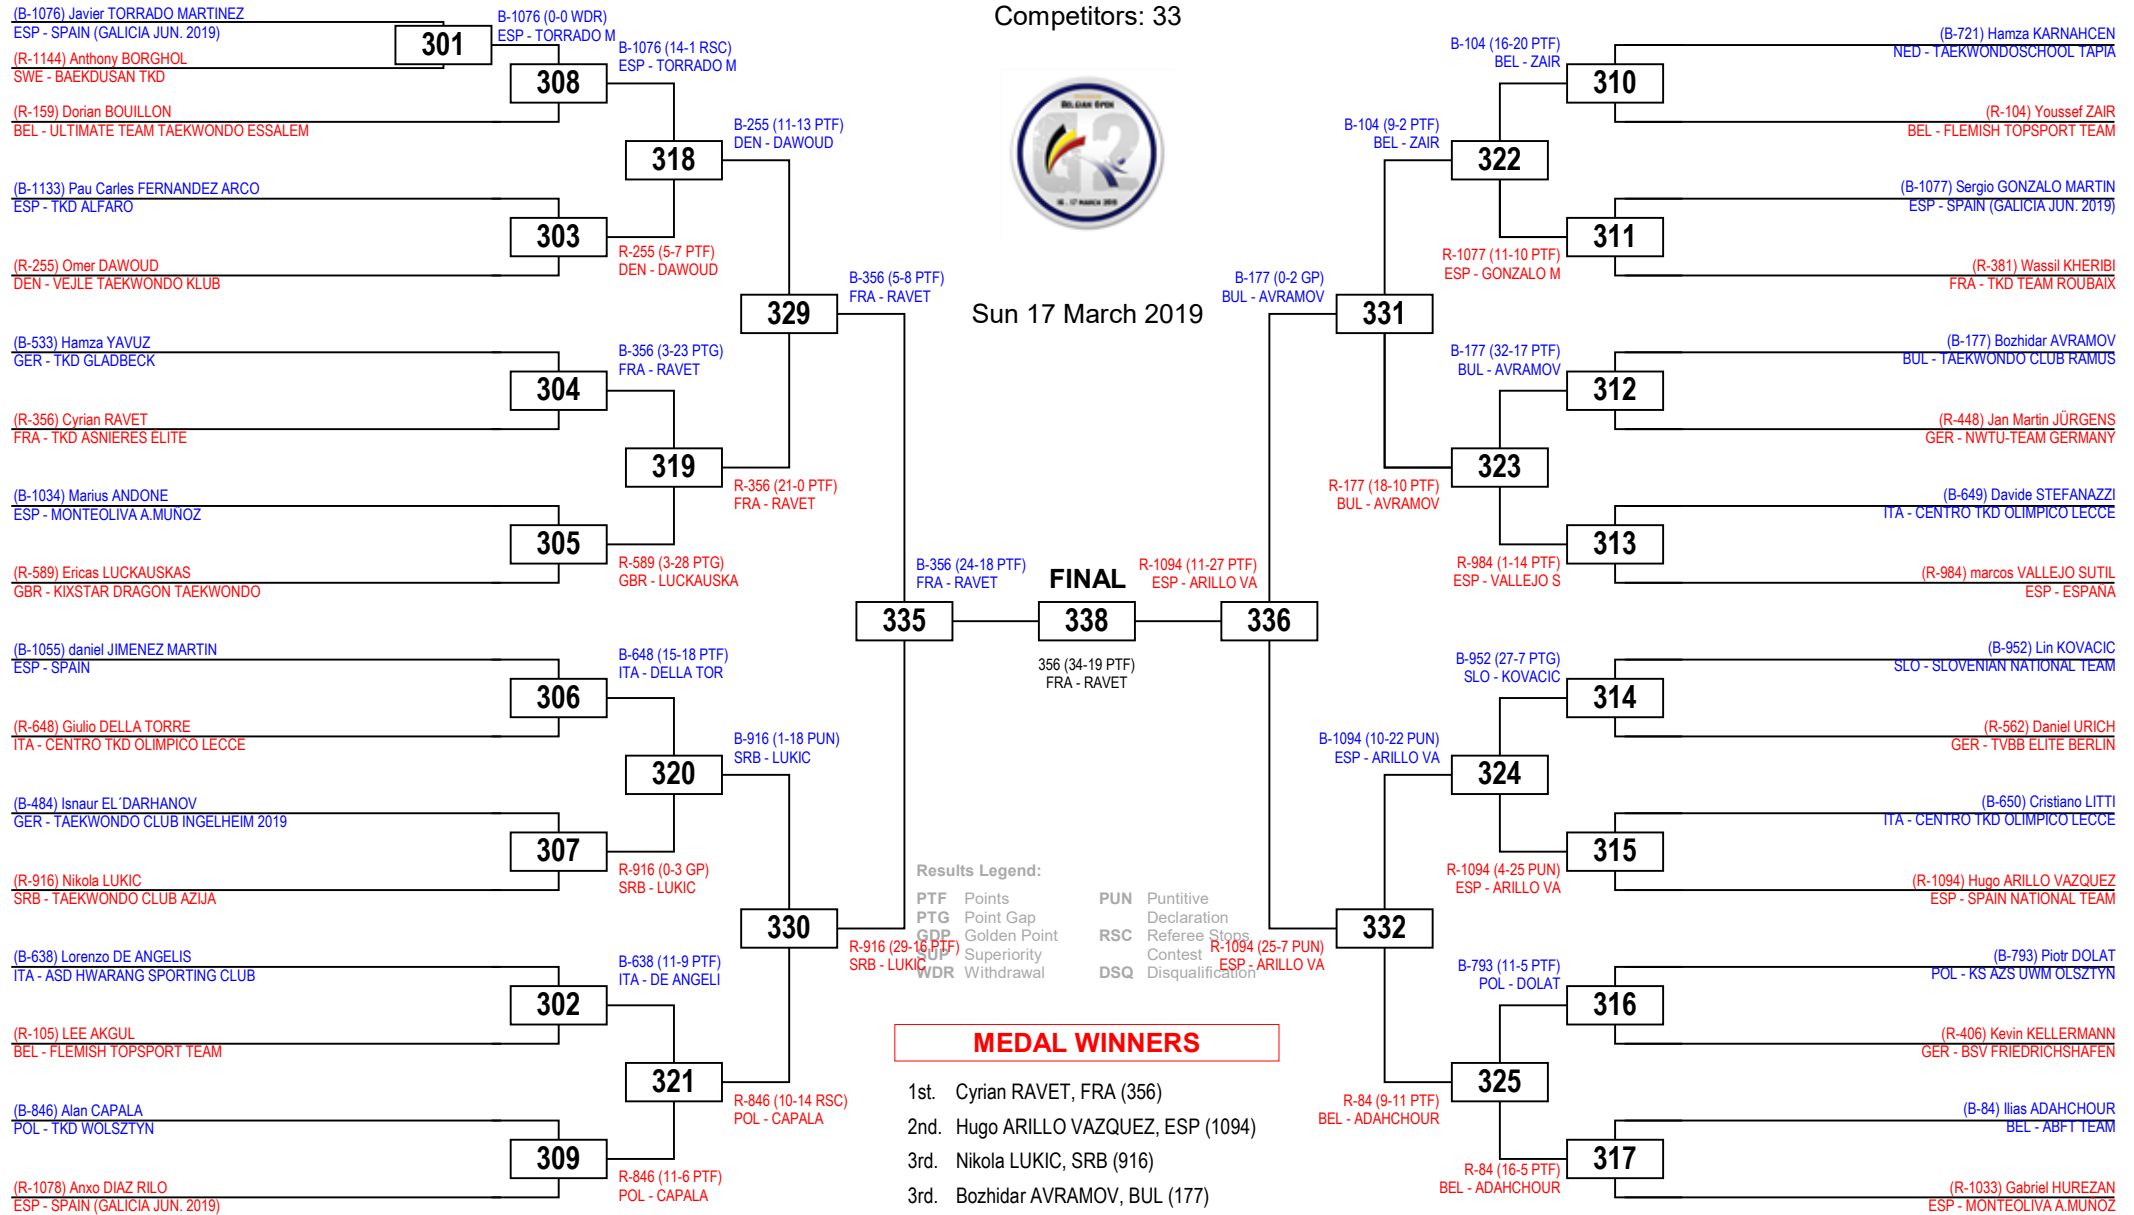 Competitors: 33
BELGIAN OPEN
G2
16 - 17 MARCH 2019
Sun 17 March 2019
(B-1076) Javier TORRADO MARTINEZ
ESP - SPAIN (GALICIA JUN. 2019)
301
(R-1144) Anthony BORGHOL
SWE - BAEKDUSAN TKD
B-1076 (0-0 WDR)
ESP - TORRADO M
308
(R-159) Dorian BOUILLON
BEL - ULTIMATE TEAM TAEKWONDO ESSALEM
B-1076 (14-1 RSC)
ESP - TORRADO M
318
(B-1133) Pau Carles FERNANDEZ ARCO
ESP - TKD ALFARO
303
(R-255) Omer DAWOUD
DEN - VEJLE TAEKWONDO KLUB
R-255 (5-7 PTF)
DEN - DAWOUD
B-255 (11-13 PTF)
DEN - DAWOUD
329
(B-533) Hamza YAVUZ
GER - TKD GLADBECK
304
(R-356) Cyrian RAVET
FRA - TKD ASNIERES ÉLITE
B-356 (3-23 PTG)
FRA - RAVET
319
(B-1034) Marius ANDONE
ESP - MONTEOLIVA A.MUÑOZ
305
(R-589) Ericas LUCKAUSKAS
GBR - KIXSTAR DRAGON TAEKWONDO
R-589 (3-28 PTG)
GBR - LUCKAUSKA
R-356 (21-0 PTF)
FRA - RAVET
B-356 (5-8 PTF)
FRA - RAVET
335
(B-1055) daniel JIMENEZ MARTIN
ESP - SPAIN
306
(R-648) Giulio DELLA TORRE
ITA - CENTRO TKD OLIMPICO LECCE
B-648 (15-18 PTF)
ITA - DELLA TOR
320
(B-484) Isnaur EL´DARHANOV
GER - TAEKWONDO CLUB INGELHEIM 2019
307
(R-916) Nikola LUKIC
SRB - TAEKWONDO CLUB AZIJA
R-916 (0-3 GP)
SRB - LUKIC
B-916 (1-18 PUN)
SRB - LUKIC
330
(B-638) Lorenzo DE ANGELIS
ITA - ASD HWARANG SPORTING CLUB
302
(R-105) LEE AKGUL
BEL - FLEMISH TOPSPORT TEAM
B-638 (11-9 PTF)
ITA - DE ANGELI
321
(B-846) Alan CAPALA
POL - TKD WOLSZTYN
309
(R-1078) Anxo DIAZ RILO
ESP - SPAIN (GALICIA JUN. 2019)
R-846 (11-6 PTF)
POL - CAPALA
R-846 (10-14 RSC)
POL - CAPALA
R-916 (29-16 PTF)
SRB - LUKIC
B-356 (24-18 PTF)
FRA - RAVET
FINAL
338
356 (34-19 PTF)
FRA - RAVET
R-1094 (11-27 PTF)
ESP - ARILLO VA
336
(B-721) Hamza KARNAHCEN
NED - TAEKWONDOSCHOOL TAPIA
310
(R-104) Youssef ZAIR
BEL - FLEMISH TOPSPORT TEAM
B-104 (16-20 PTF)
BEL - ZAIR
322
(B-1077) Sergio GONZALO MARTIN
ESP - SPAIN (GALICIA JUN. 2019)
311
(R-381) Wassil KHERIBI
FRA - TKD TEAM ROUBAIX
R-1077 (11-10 PTF)
ESP - GONZALO M
B-104 (9-2 PTF)
BEL - ZAIR
331
(B-177) Bozhidar AVRAMOV
BUL - TAEKWONDO CLUB RAMUS
312
(R-448) Jan Martin JÜRGENS
GER - NWTU-TEAM GERMANY
B-177 (32-17 PTF)
BUL - AVRAMOV
323
(B-649) Davide STEFANAZZI
ITA - CENTRO TKD OLIMPICO LECCE
313
(R-984) marcos VALLEJO SUTIL
ESP - ESPAÑA
R-984 (1-14 PTF)
ESP - VALLEJO S
R-177 (18-10 PTF)
BUL - AVRAMOV
B-177 (0-2 GP)
BUL - AVRAMOV
(B-952) Lin KOVACIC
SLO - SLOVENIAN NATIONAL TEAM
314
(R-562) Daniel URICH
GER - TVBB ELITE BERLIN
B-952 (27-7 PTG)
SLO - KOVACIC
324
(B-650) Cristiano LITTI
ITA - CENTRO TKD OLIMPICO LECCE
315
(R-1094) Hugo ARILLO VAZQUEZ
ESP - SPAIN NATIONAL TEAM
R-1094 (4-25 PUN)
ESP - ARILLO VA
B-1094 (10-22 PUN)
ESP - ARILLO VA
332
(B-793) Piotr DOLAT
POL - KS AZS UWM OLSZTYN
316
(R-406) Kevin KELLERMANN
GER - BSV FRIEDRICHSHAFEN
B-793 (11-5 PTF)
POL - DOLAT
325
(B-84) Ilias ADAHCHOUR
BEL - ABFT TEAM
317
(R-1033) Gabriel HUREZAN
ESP - MONTEOLIVA A.MUÑOZ
R-84 (16-5 PTF)
BEL - ADAHCHOUR
R-84 (9-11 PTF)
BEL - ADAHCHOUR
R-1094 (25-7 PUN)
ESP - ARILLO VA
Results Legend:
PTF Points
PTG Point Gap
GDP Golden Point
SUP Superiority
WDR Withdrawal
PUN Puntitive
Declaration
RSC Referee Stops
Contest
DSQ Disqualification
MEDAL WINNERS
1st. Cyrian RAVET, FRA (356)
2nd. Hugo ARILLO VAZQUEZ, ESP (1094)
3rd. Nikola LUKIC, SRB (916)
3rd. Bozhidar AVRAMOV, BUL (177)